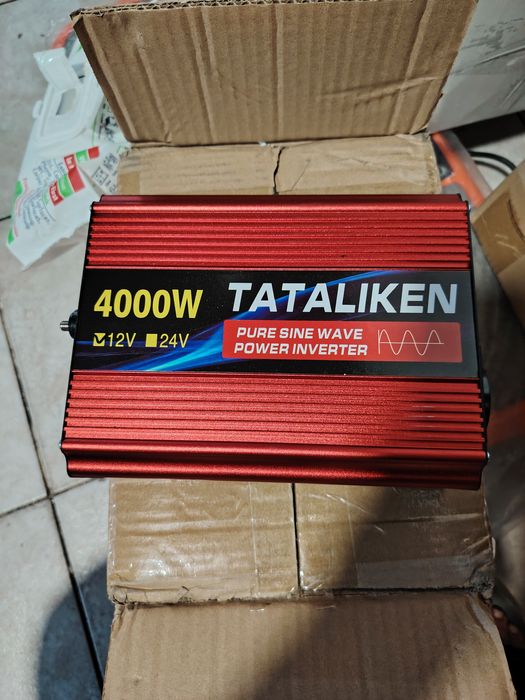 4000W
12V 24V
TATALIKEN
PURE SINE WAVE
POWER INVERTER